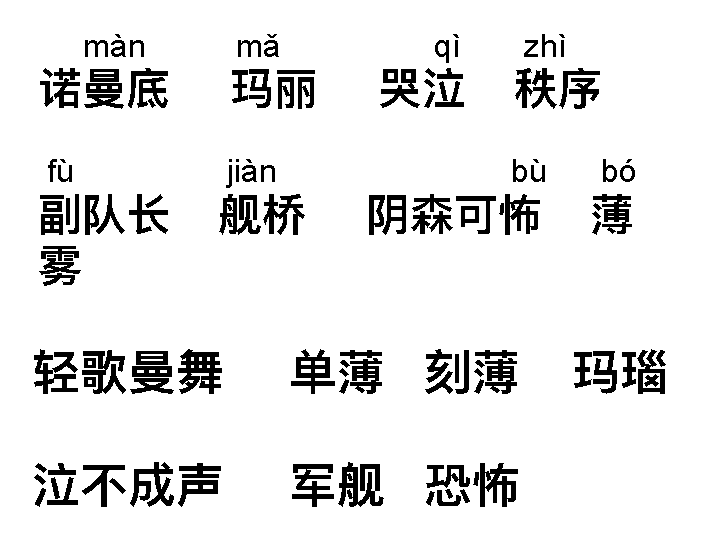 màn mǎ qì zhì
诺曼底 玛丽 哭泣 秩序
fù jiàn bù bó
副队长 舰桥 阴森可怖 薄
雾
轻歌曼舞 单薄 刻薄 玛瑙
泣不成声 军舰 恐怖